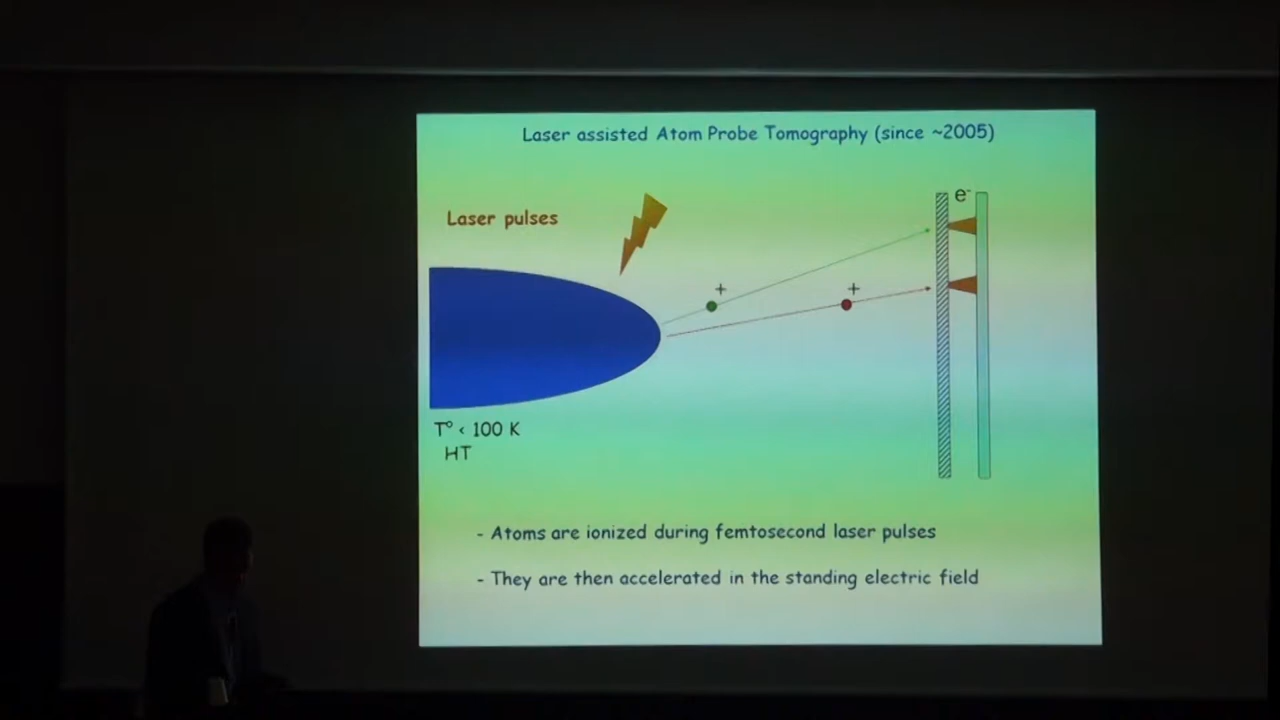 Laser assisted Atom Probe Tomography (since ~2005)
e⁻
Laser pulses
+
+
T° < 100 K
HT
- Atoms are ionized during femtosecond laser pulses
- They are then accelerated in the standing electric field